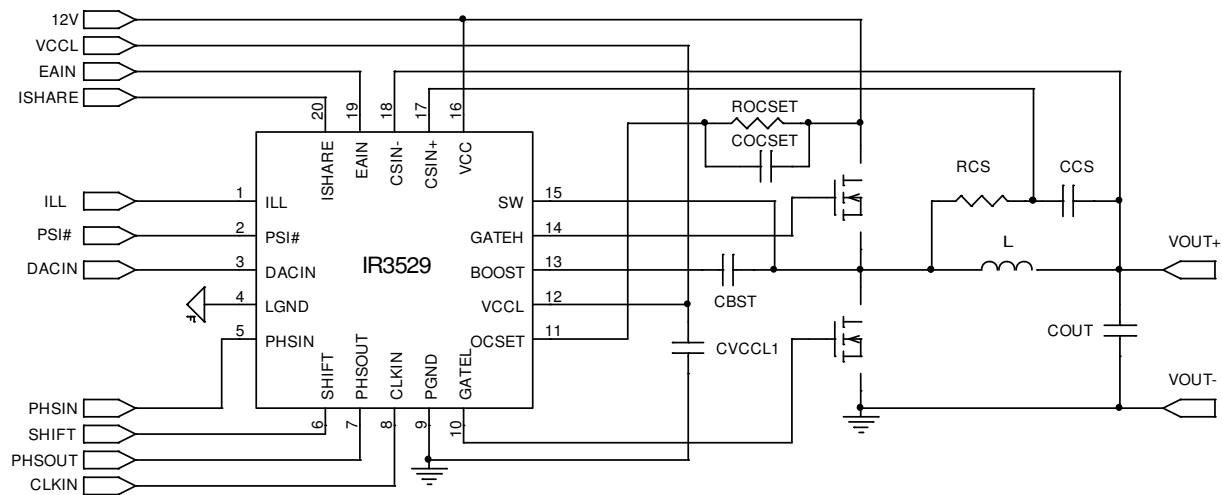 12V
VCCL
EAIN
ISHARE
20
19
18
17
16
ISHARE
EAIN
CSIN-
CSIN+
VCC
ROCSET
COCSET
RCS
CCS
ILL
1
ILL
SW
15
PSI#
2
PSI#
GATEH
14
L
VOUT+
DACIN
3
DACIN
IR3529
BOOST
13
CBST
4
LGND
VCCL
12
5
PHSIN
OCSET
11
CVCCL1
COUT
SHIFT
PHSOUT
CLKIN
PGND
GATEL
VOUT-
PHSIN
6
7
8
9
10
SHIFT
PHSOUT
CLKIN